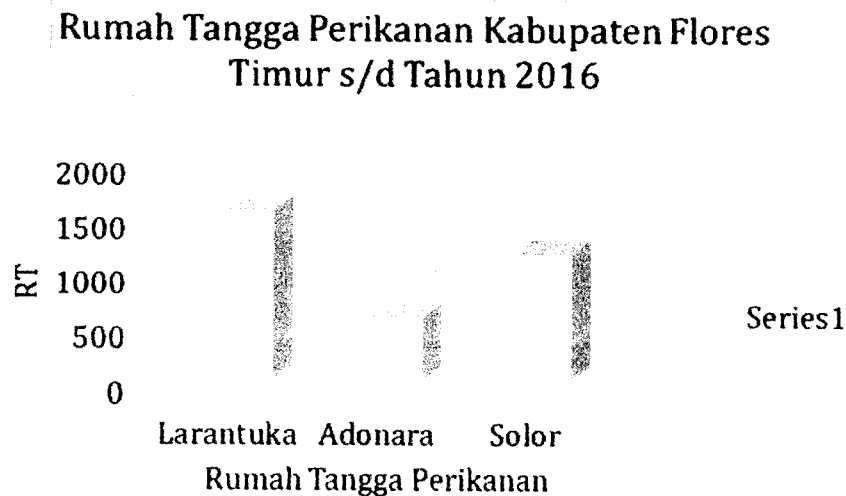 Rumah Tangga Perikanan Kabupaten Flores
Timur s/d Tahun 2016
2000
1500
1000
500
0
RT
Larantuka Adonara Solor
Rumah Tangga Perikanan
Series1